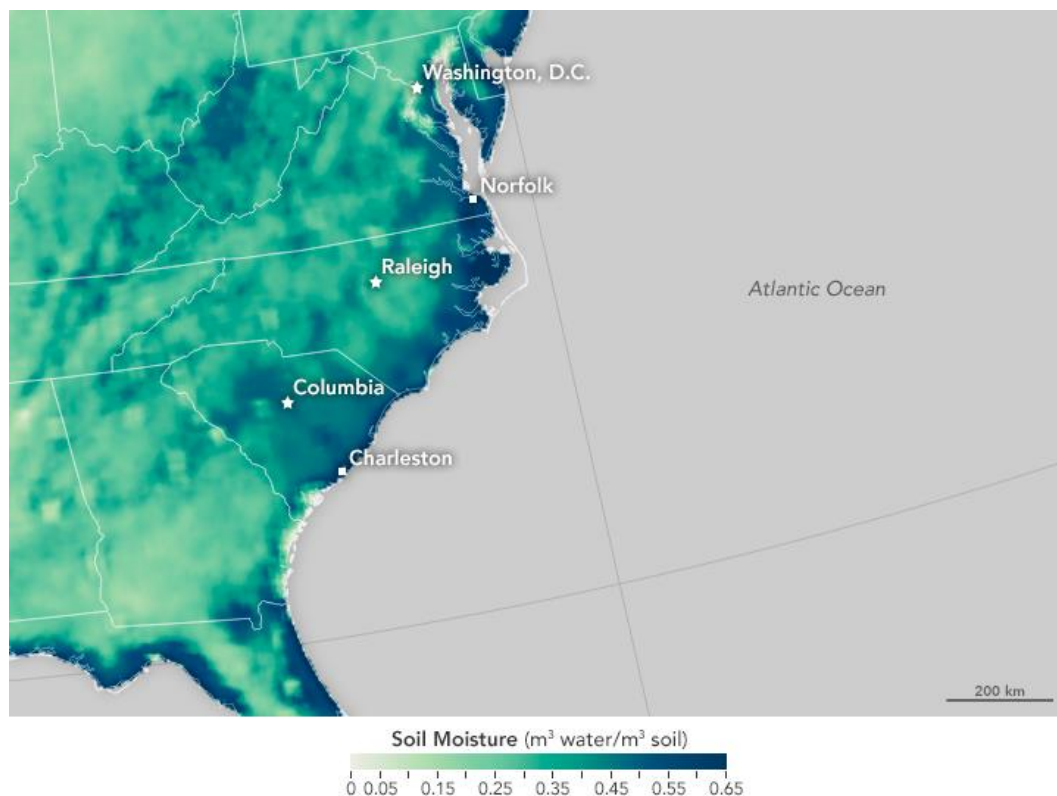 Washington, D.C.
Norfolk
Raleigh
Atlantic Ocean
Columbia
Charleston
200 km
Soil Moisture (m³ water/m³ soil)
0 0.05 0.15 0.25 0.35 0.45 0.55 0.65